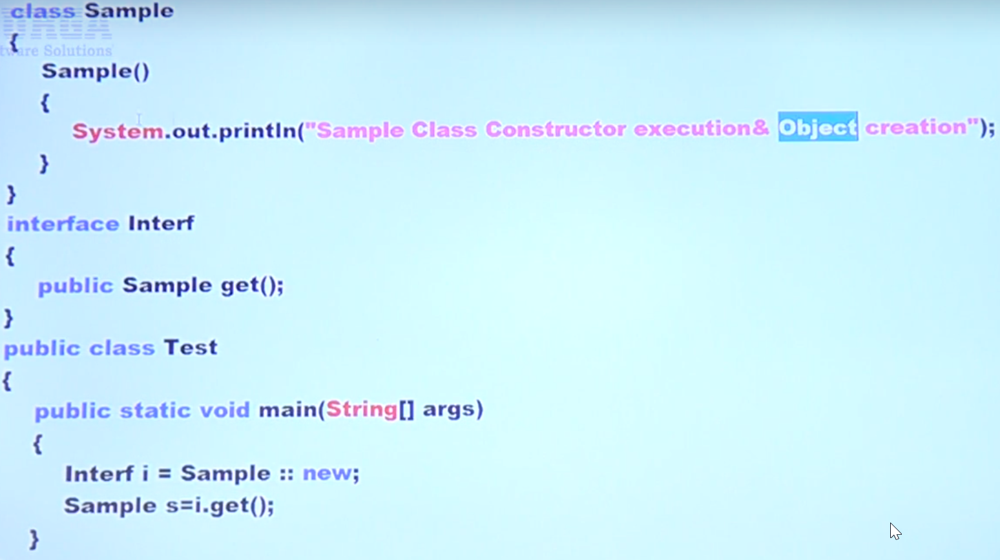 class Sample
{
tware Solutions
Sample()
{
System.out.println("Sample Class Constructor execution& Object creation");
}
}
interface Interf
{
public Sample get();
}
public class Test
{
public static void main(String[] args)
{
Interf i = Sample :: new;
Sample s=i.get();
}